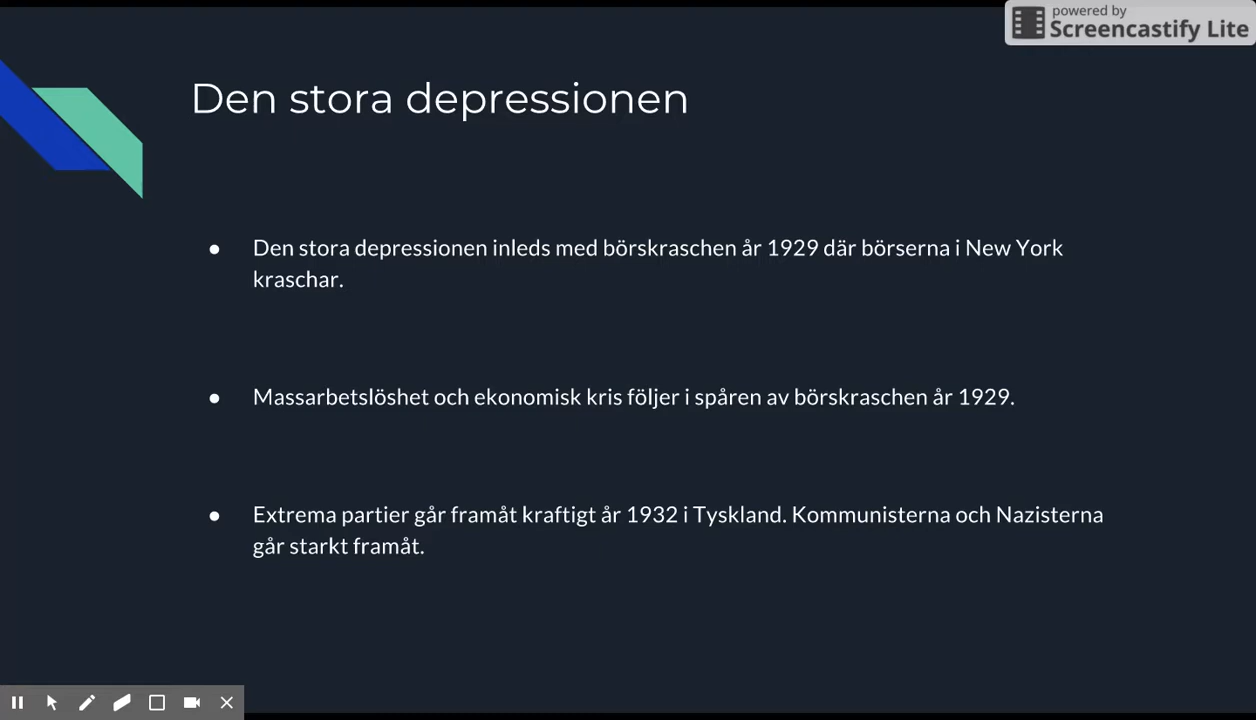 powered by
Screencastify Lite
Den stora depressionen
● Den stora depressionen inleds med börskraschen år 1929 där börserna i New York
kraschar.
● Massarbetslöshet och ekonomisk kris följer i spåren av börskraschen år 1929.
● Extrema partier går framåt kraftigt år 1932 i Tyskland. Kommunisterna och Nazisterna
går starkt framåt.